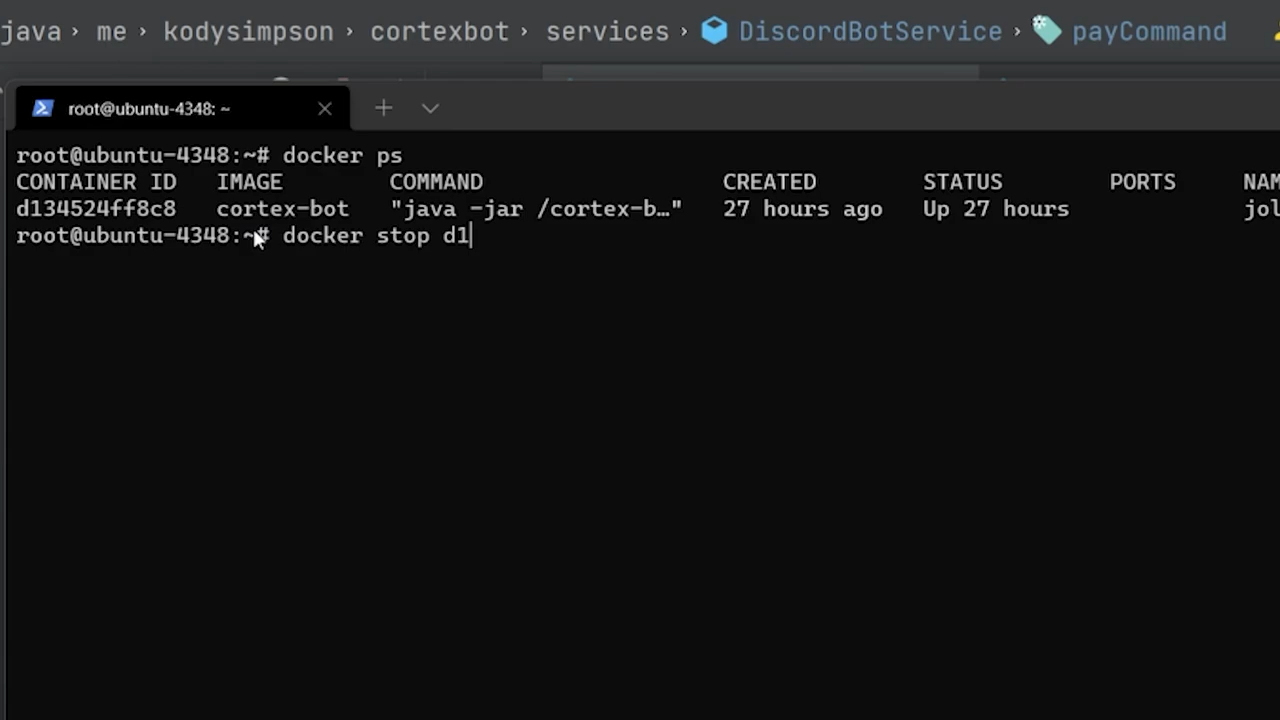 java › me › kodysimpson › cortexbot › services › DiscordBotService › payCommand
root@ubuntu-4348: ~
root@ubuntu-4348:~# docker ps
CONTAINER ID IMAGE COMMAND CREATED STATUS PORTS NAM
d134524ff8c8 cortex-bot "java -jar /cortex-b…" 27 hours ago Up 27 hours jol
root@ubuntu-4348:~# docker stop d1